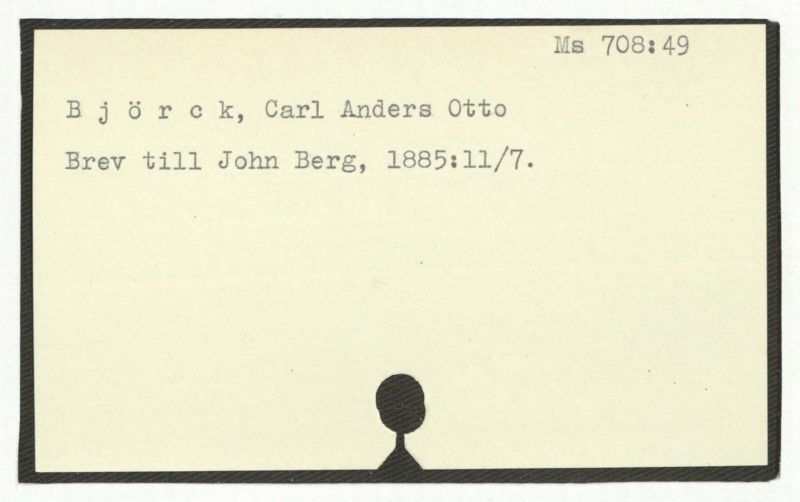 Ms 708:49
B j ö r c k, Carl Anders Otto
Brev till John Berg, 1885:11/7.